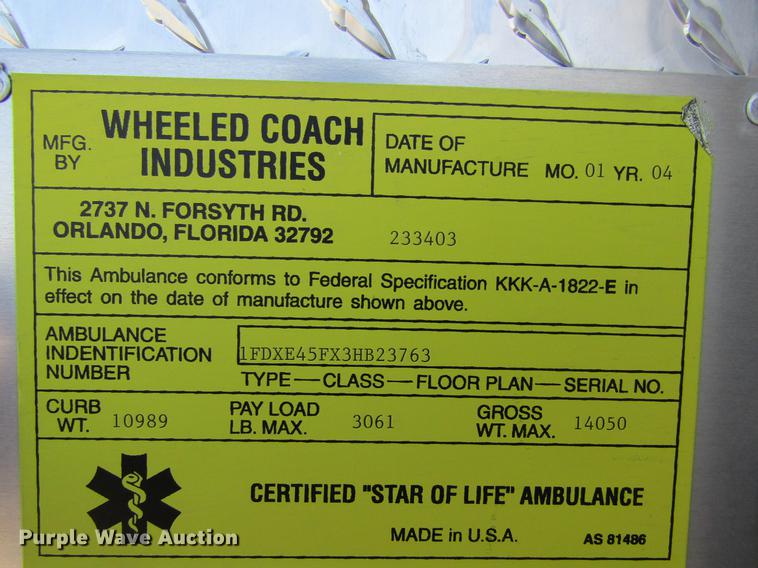 MFG. BY WHEELED COACH INDUSTRIES
DATE OF MANUFACTURE MO. 01 YR. 04
2737 N. FORSYTH RD.
ORLANDO, FLORIDA 32792 233403
This Ambulance conforms to Federal Specification KKK-A-1822-E in
effect on the date of manufacture shown above.
AMBULANCE
INDENTIFICATION
NUMBER
1FDXE45FX3HB23763
TYPE — CLASS — FLOOR PLAN — SERIAL NO.
CURB WT. 10989 PAY LOAD LB. MAX. 3061 GROSS WT. MAX. 14050
CERTIFIED "STAR OF LIFE" AMBULANCE
MADE in U.S.A. AS 81486
Purple Wave Auction